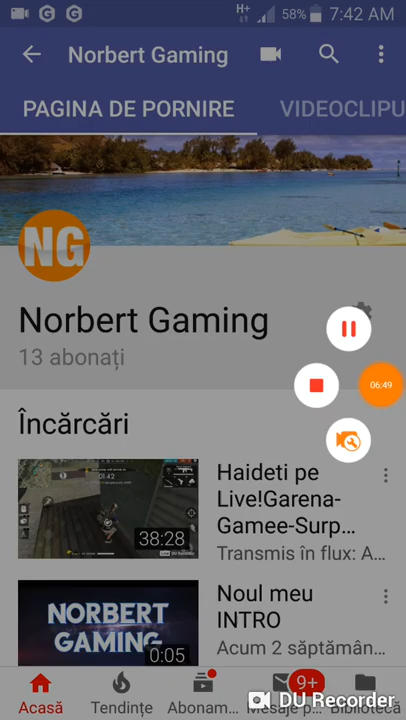 H+ 58% 7:42 AM
Norbert Gaming
PAGINA DE PORNIRE VIDEOCLIPU
NG
Norbert Gaming
13 abonați
06:49
Încărcări
Haideti pe
Live!Garena-
Gamee-Surp...
38:28
Transmis în flux: A...
Noul meu
INTRO
NORBERT
GAMING
0:05
Acum 2 săptămân...
9+
DU Recorder
Acasă Tendințe Abonam... Mesaje p... Bibliotecă